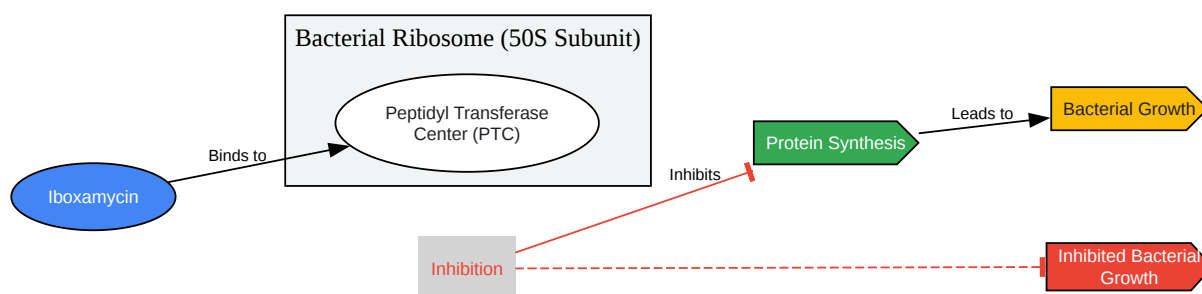 Bacterial Ribosome (50S Subunit)
Peptidyl Transferase
Center (PTC)
Binds to
Iboxamycin
Inhibition
Inhibits
Protein Synthesis
Leads to
Bacterial Growth
Inhibited Bacterial
Growth